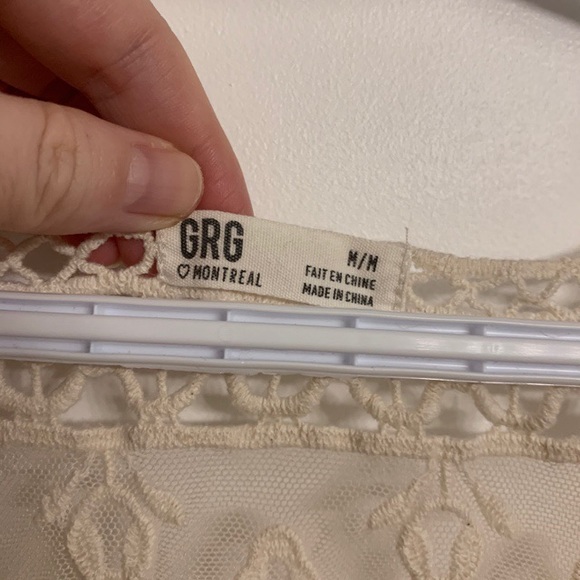 GRG
♡ MONTREAL
M/M
FAIT EN CHINE
MADE IN CHINA